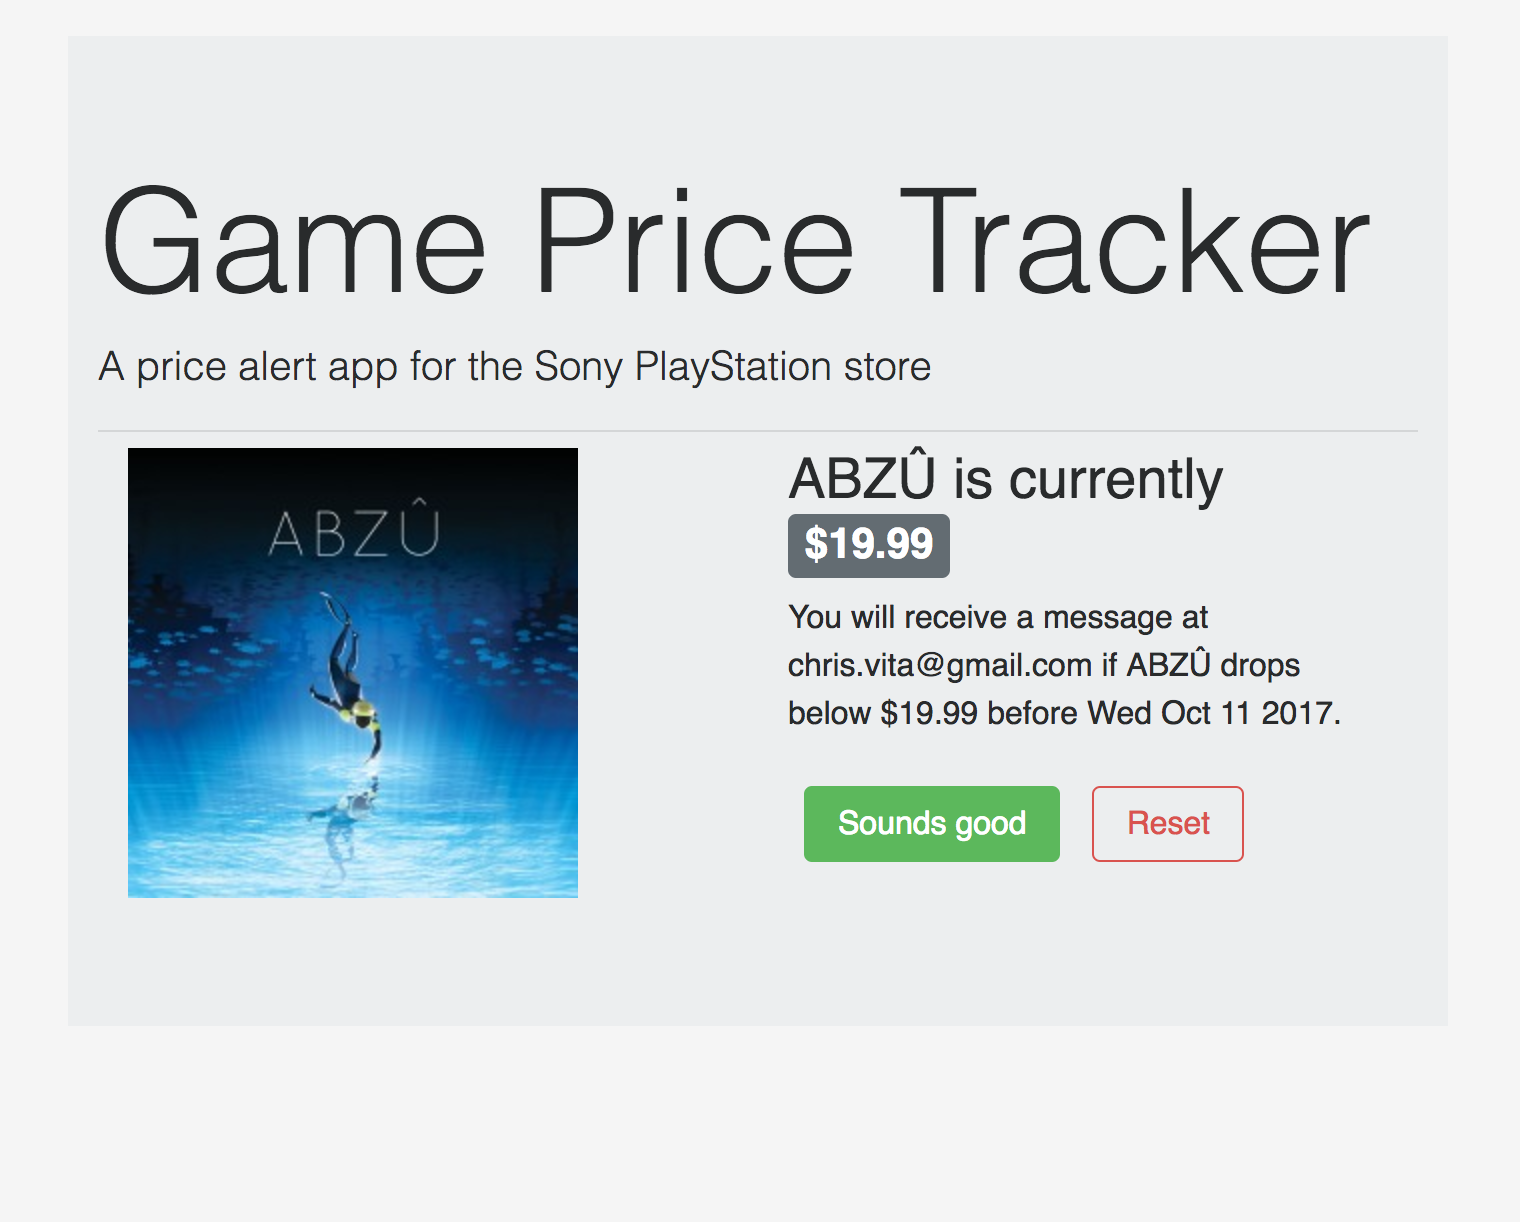 Game Price Tracker
A price alert app for the Sony PlayStation store
ABZÛ
ABZÛ is currently
$19.99
You will receive a message at
chris.vita@gmail.com if ABZÛ drops
below $19.99 before Wed Oct 11 2017.
Sounds good
Reset